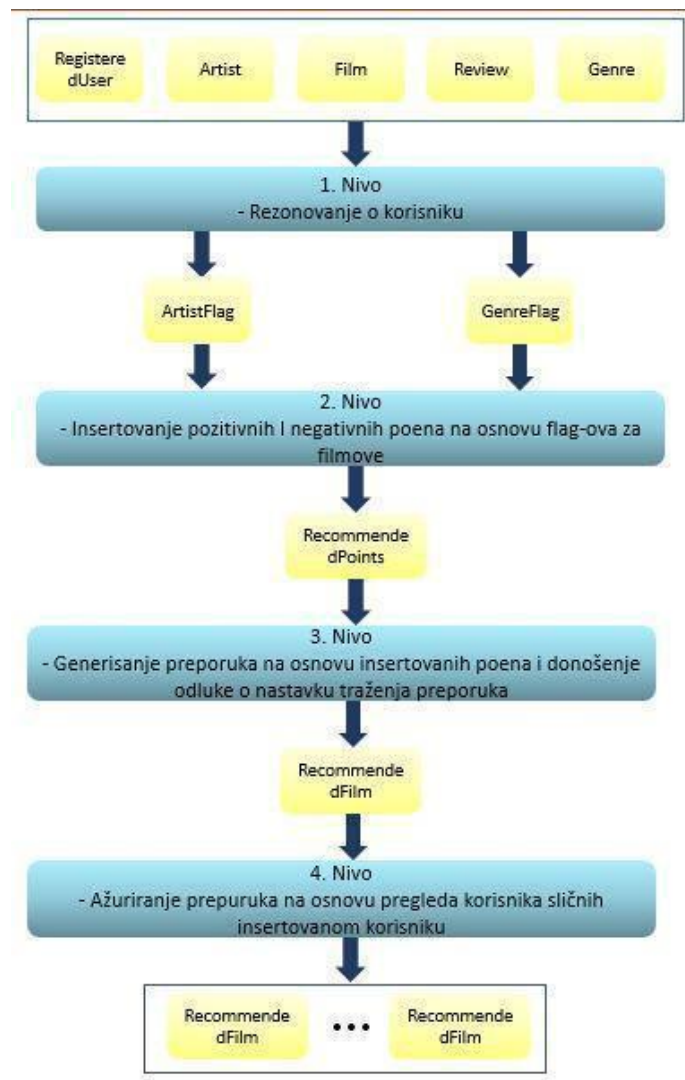 Registere
dUser
Artist
Film
Review
Genre
1. Nivo
- Rezonovanje o korisniku
ArtistFlag
GenreFlag
2. Nivo
- Insertovanje pozitivnih I negativnih poena na osnovu flag-ova za
filmove
Recommende
dPoints
3. Nivo
- Generisanje preporuka na osnovu insertovanih poena i donošenje
odluke o nastavku traženja preporuka
Recommende
dFilm
4. Nivo
- Ažuriranje prepuruka na osnovu pregleda korisnika sličnih
insertovanom korisniku
Recommende
dFilm
...
Recommende
dFilm